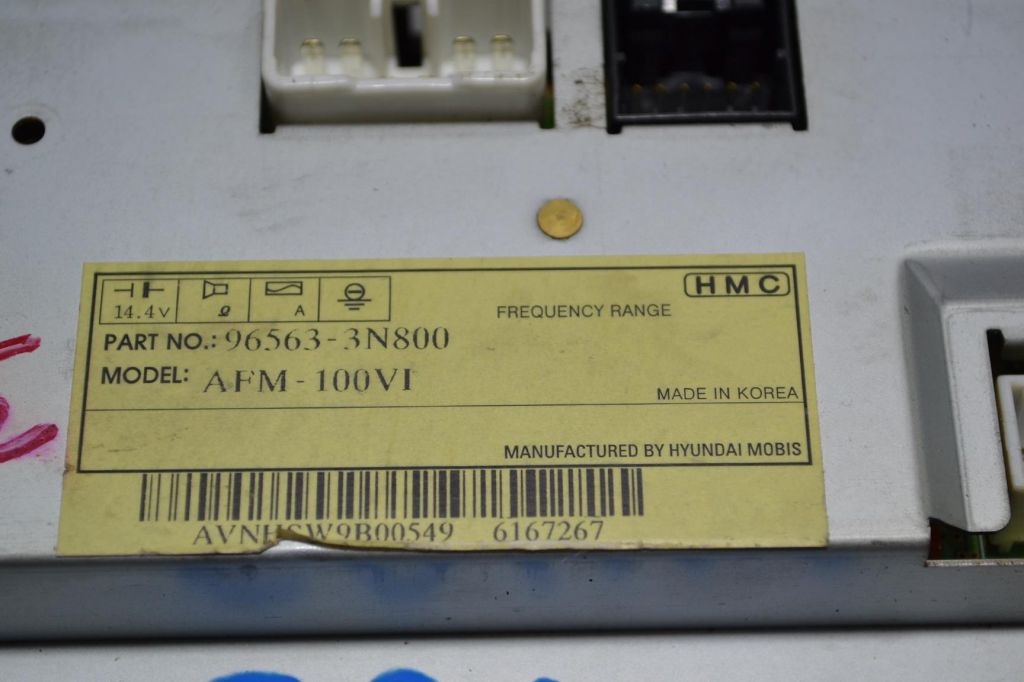 HMC
14.4V Ω A
FREQUENCY RANGE
PART NO.: 96563-3N800
MODEL: AFM-100VI
MADE IN KOREA
MANUFACTURED BY HYUNDAI MOBIS
AVNHSW9B00549 6167267